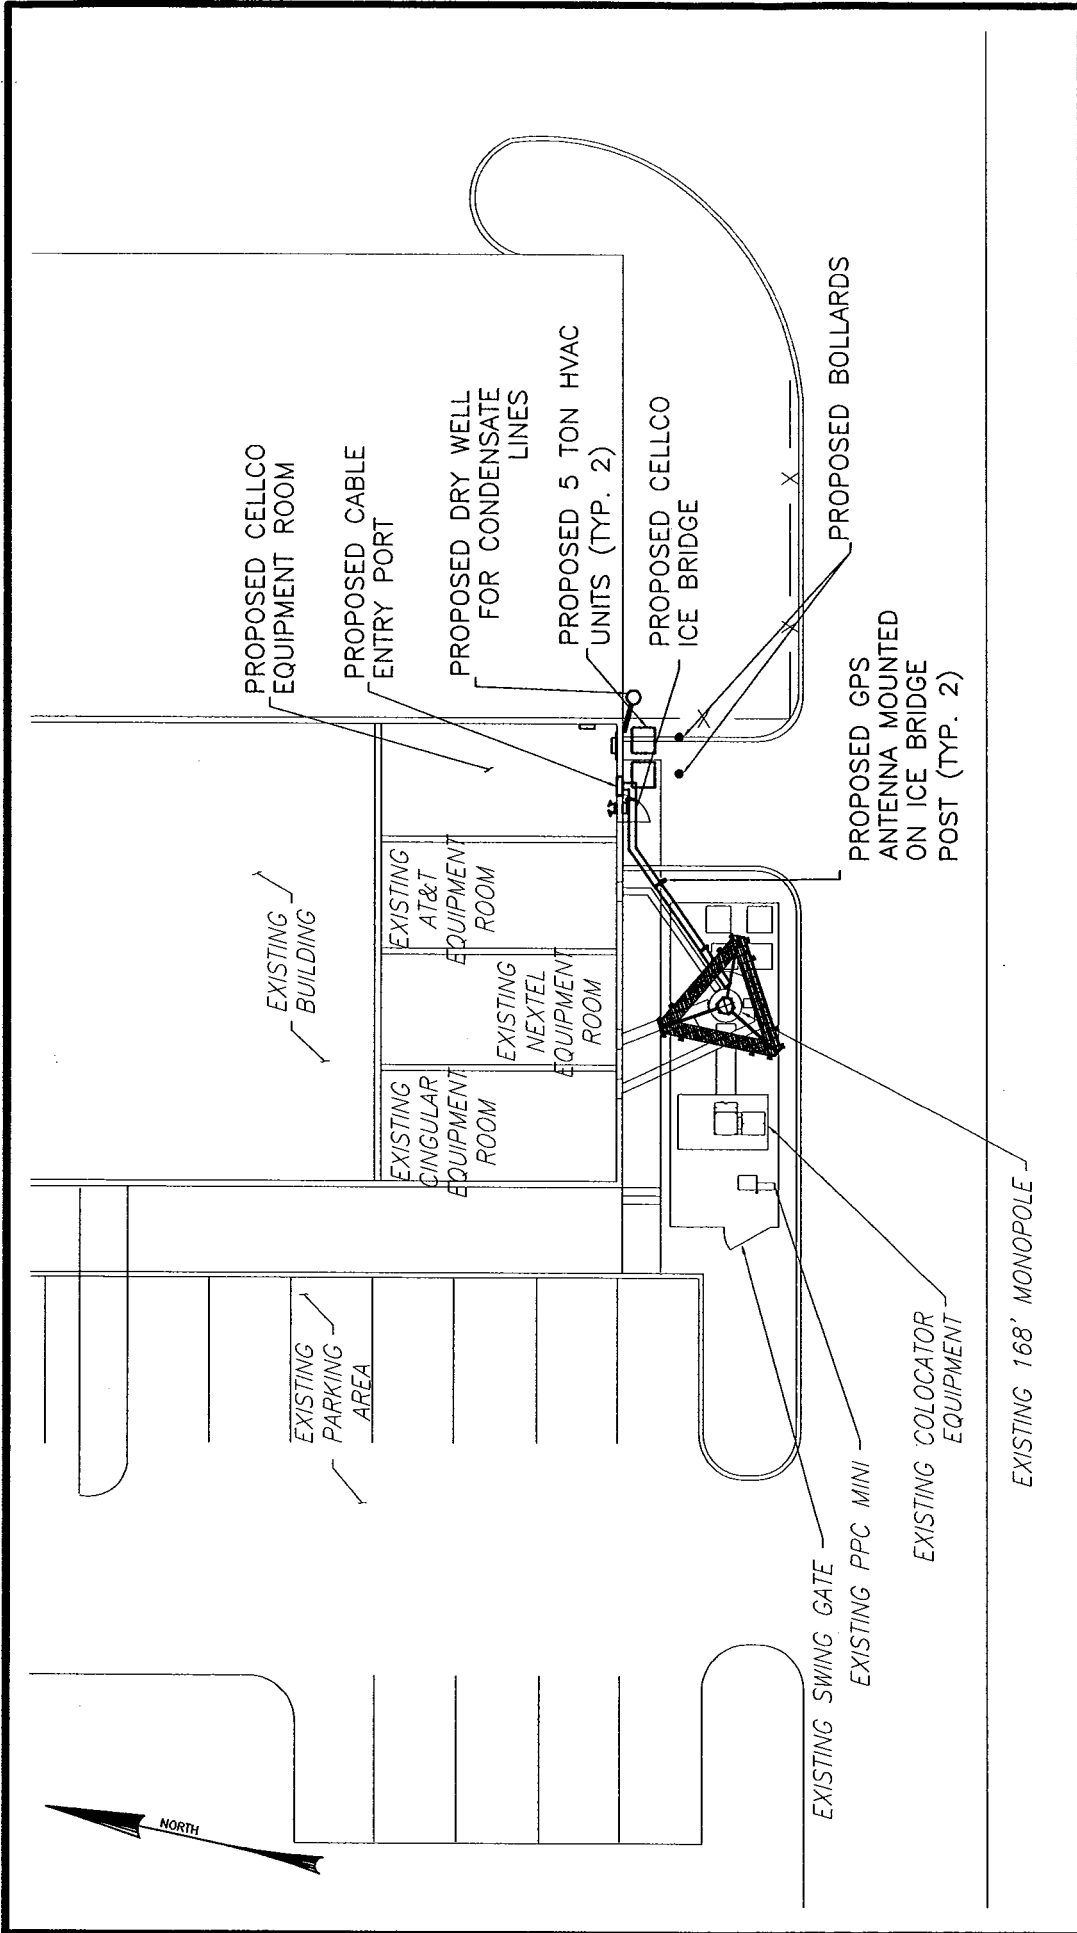 PROPOSED CELLCO
EQUIPMENT ROOM
PROPOSED CABLE
ENTRY PORT
PROPOSED DRY WELL
FOR CONDENSATE
LINES
PROPOSED 5 TON HVAC
UNITS (TYP. 2)
PROPOSED CELLCO
ICE BRIDGE
PROPOSED BOLLARDS
PROPOSED GPS
ANTENNA MOUNTED
ON ICE BRIDGE
POST (TYP. 2)
EXISTING
BUILDING
EXISTING
AT&T
EQUIPMENT
ROOM
EXISTING
NEXTEL
EQUIPMENT
ROOM
EXISTING
CINGULAR
EQUIPMENT
ROOM
EXISTING
PARKING
AREA
EXISTING SWING GATE
EXISTING PPC MINI
EXISTING COLOCATOR
EQUIPMENT
EXISTING 168' MONOPOLE
NORTH
X
X
X